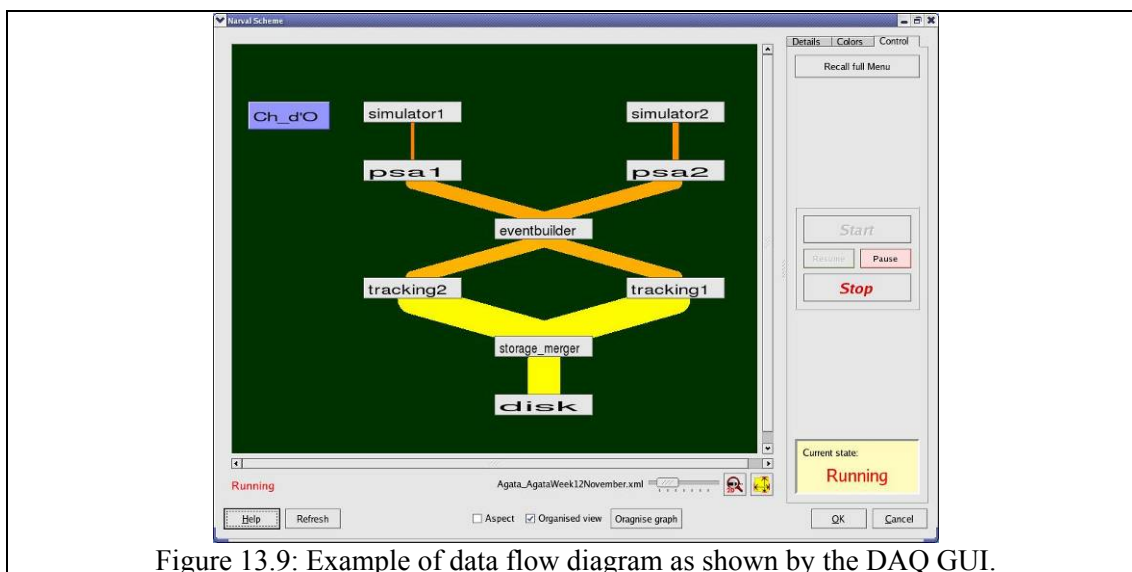 Narval Scheme
Details Colors Control
Recall full Menu
Ch_d'O
simulator1
simulator2
psa1
psa2
eventbuilder
tracking2
tracking1
storage_merger
disk
Start
Resume Pause
Stop
Current state:
Running
Running
Agata_AgataWeek12November.xml
Help Refresh
Aspect Organised view Oragnise graph
OK Cancel
Figure 13.9: Example of data flow diagram as shown by the DAQ GUI.